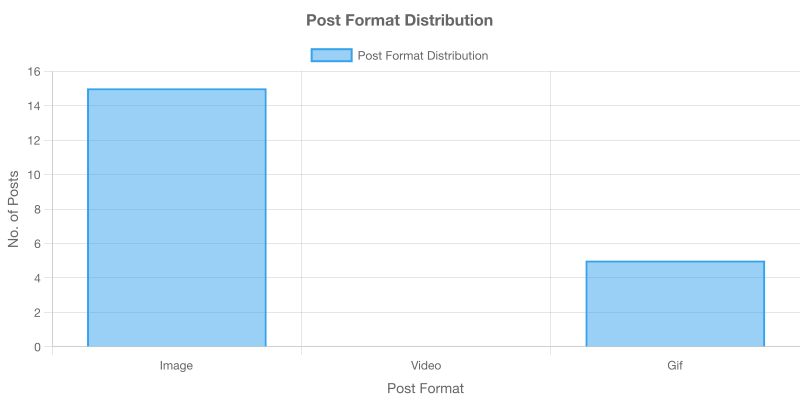 Post Format Distribution
Post Format Distribution
16
14
12
10
8
6
4
2
0
No. of Posts
Image Video Gif
Post Format